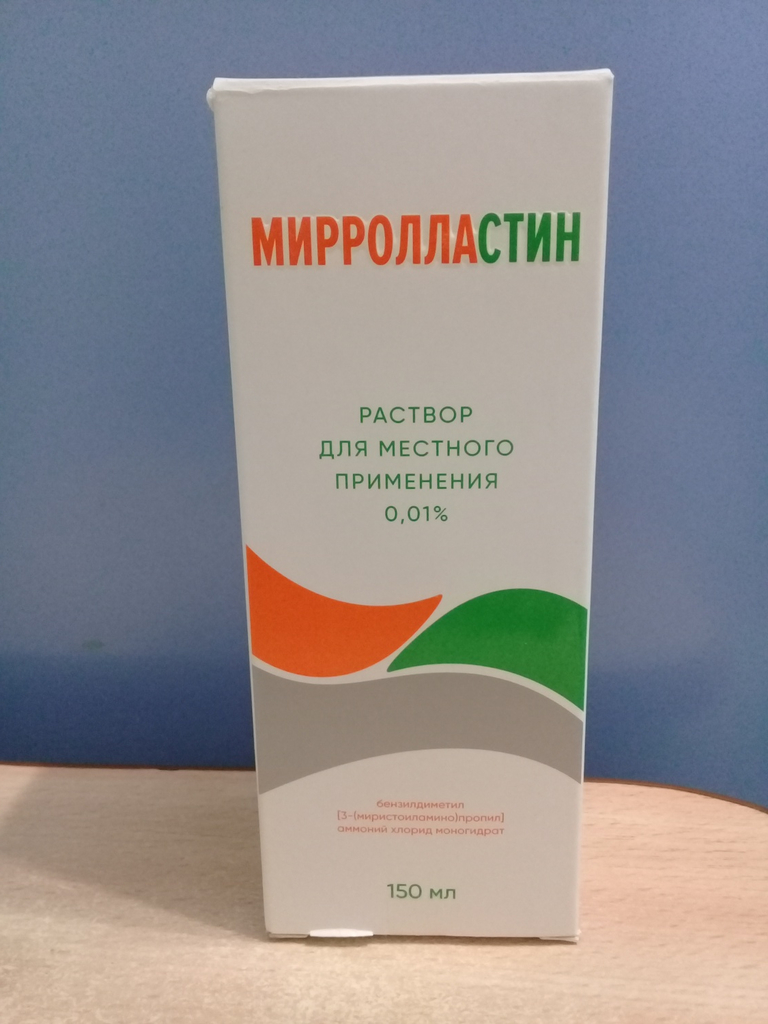 МИРРОЛЛАСТИН
РАСТВОР
ДЛЯ МЕСТНОГО
ПРИМЕНЕНИЯ
0,01%
бензилдиметил
[3-(миристоиламино)пропил]
аммоний хлорид моногидрат
150 мл